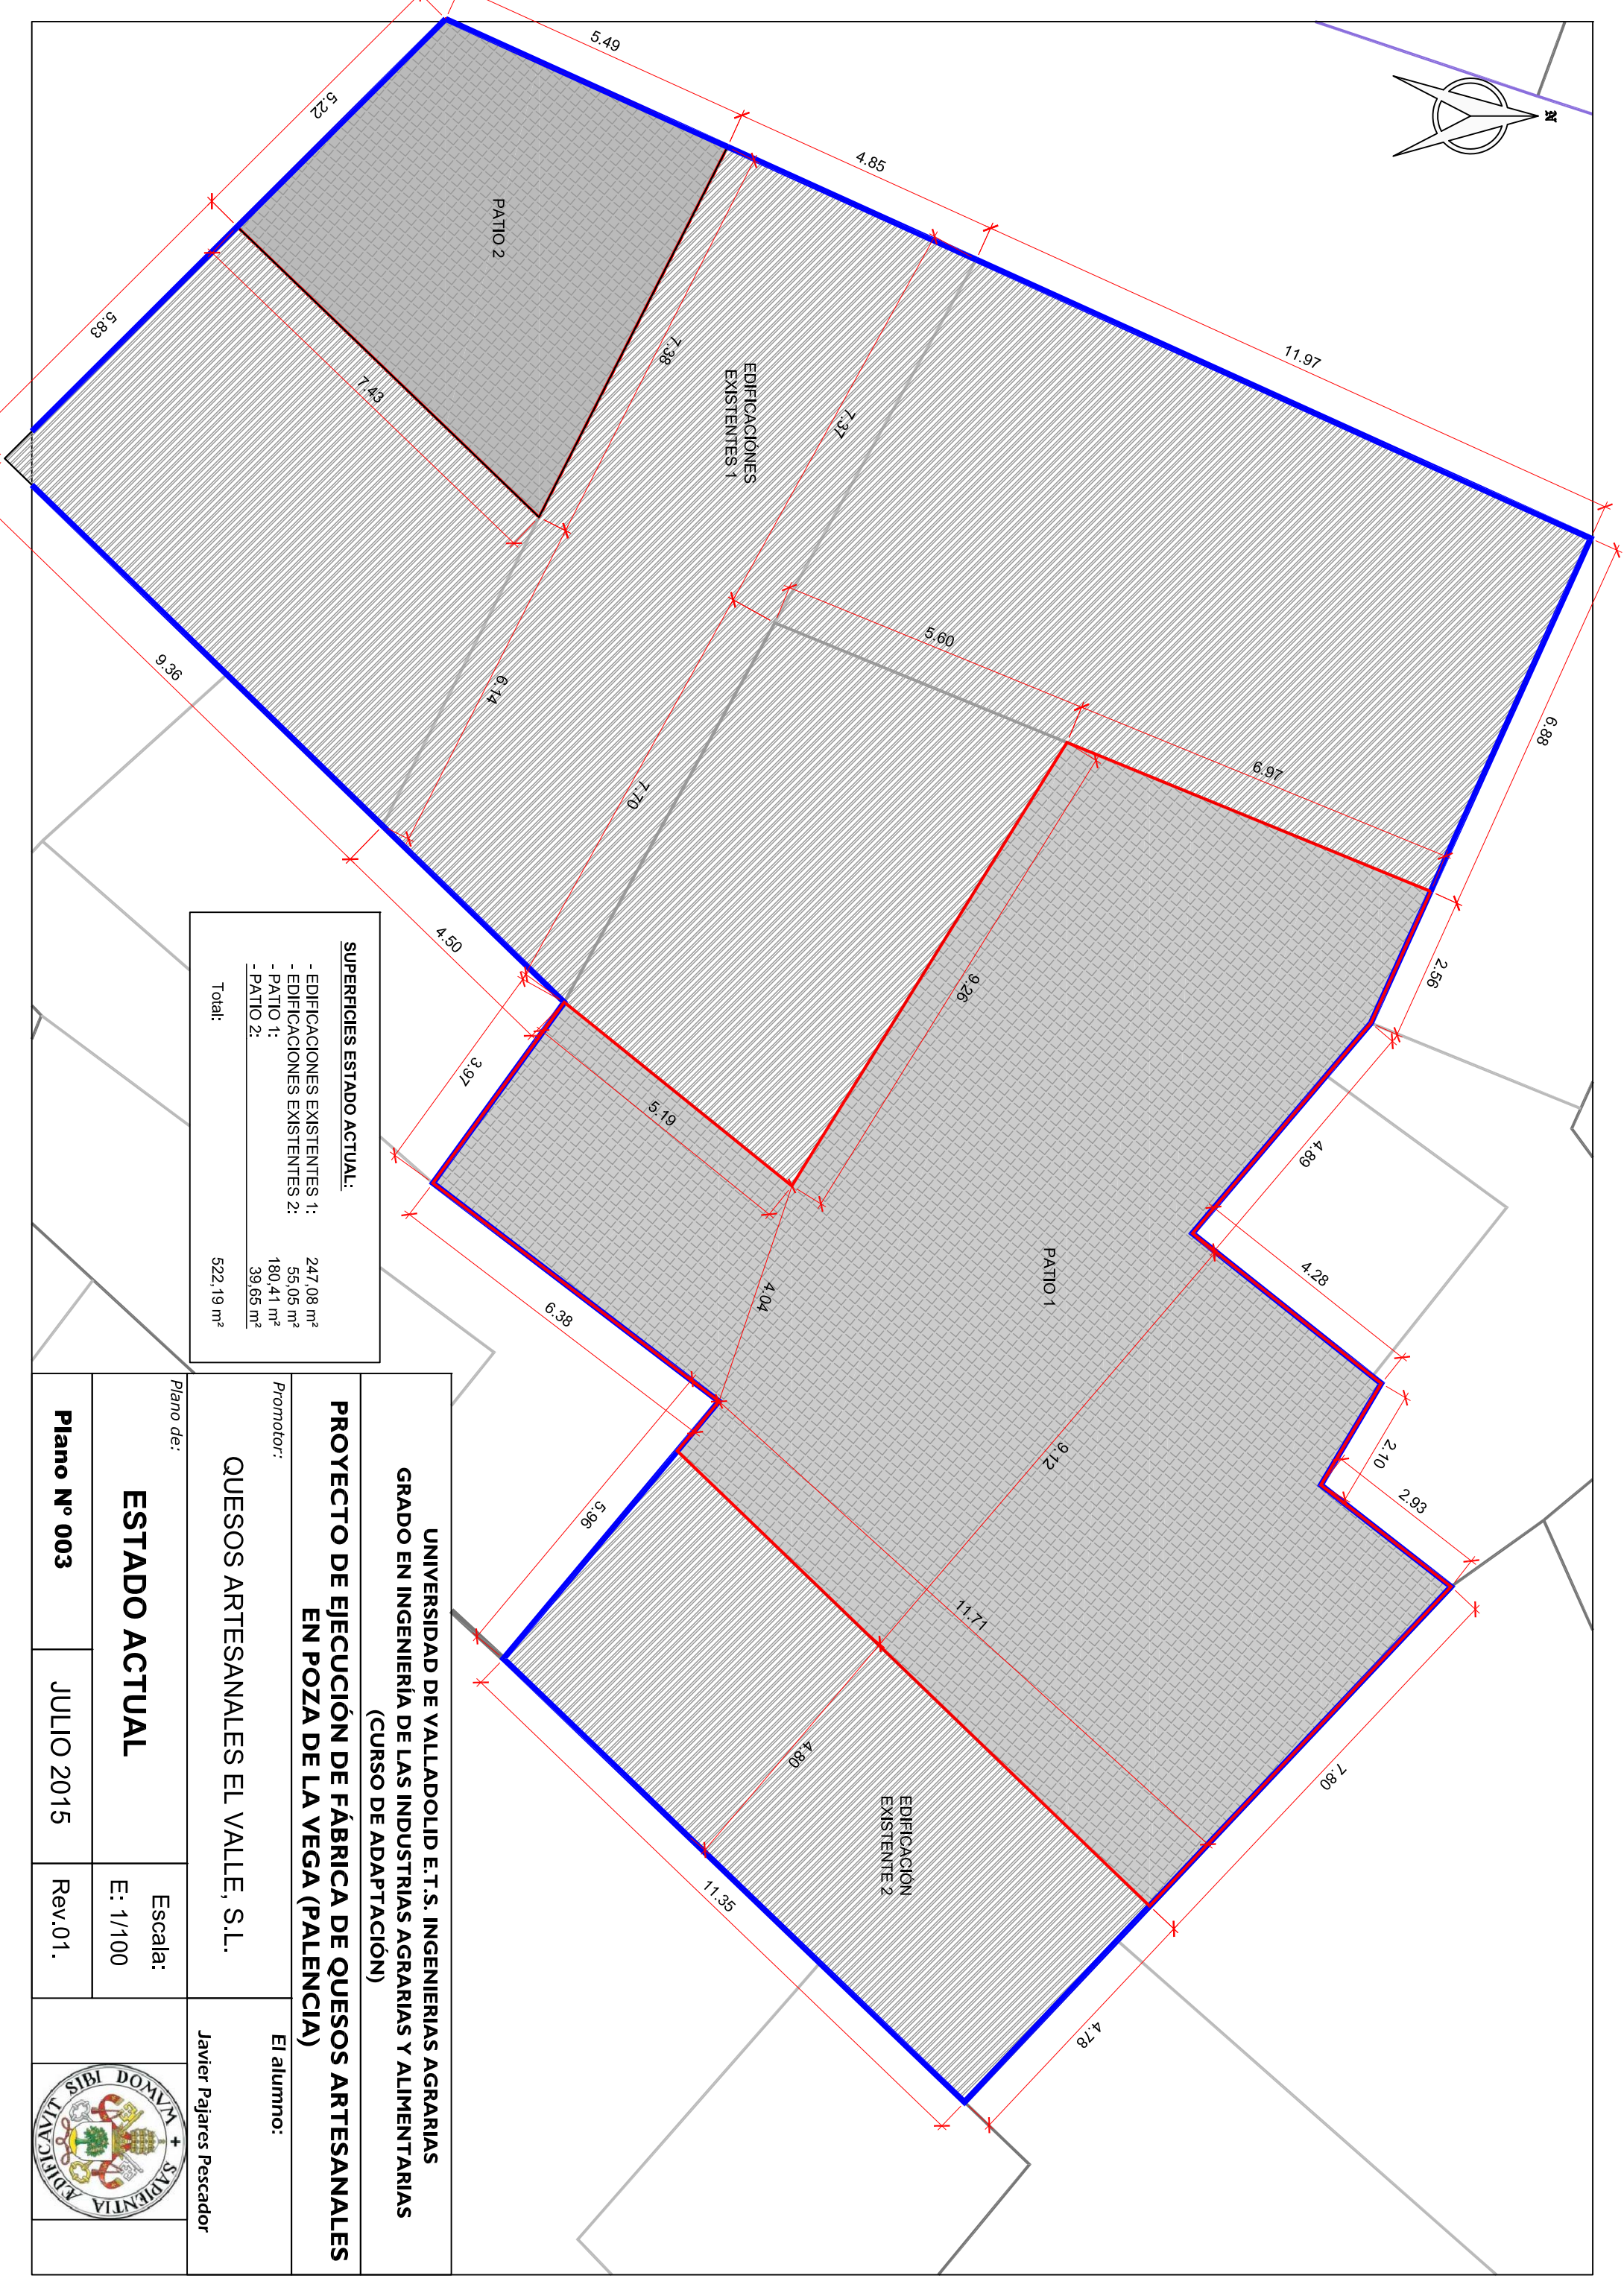 N
5.49
4.85
11.97
5.22
5.83
7.43
7.38
7.37
5.60
6.97
6.88
2.56
9.36
6.14
7.70
9.26
4.50
3.97
5.19
4.89
4.28
2.10
2.93
6.38
4.04
9.12
5.96
11.71
4.80
7.80
11.35
4.78
PATIO 2
EDIFICACIÓNES
EXISTENTES 1
PATIO 1
EDIFICACIÓN
EXISTENTE 2
SUPERFICIES ESTADO ACTUAL:
- EDIFICACIONES EXISTENTES 1: 247,08 m²
- EDIFICACIONES EXISTENTES 2: 55,05 m²
- PATIO 1: 180,41 m²
- PATIO 2: 39,65 m²
Total: 522,19 m²
UNIVERSIDAD DE VALLADOLID E.T.S. INGENIERIAS AGRARIAS
GRADO EN INGENIERÍA DE LAS INDUSTRIAS AGRARIAS Y ALIMENTARIAS
(CURSO DE ADAPTACIÓN)
PROYECTO DE EJECUCIÓN DE FÁBRICA DE QUESOS ARTESANALES
EN POZA DE LA VEGA (PALENCIA)
Promotor:
QUESOS ARTESANALES EL VALLE, S.L.
El alumno:
Javier Pajares Pescador
Plano de:
ESTADO ACTUAL
Escala:
E: 1/100
Plano Nº 003
JULIO 2015
Rev.01.
SIBI DOMVM + SAPIENTIA ÆDIFICAVIT